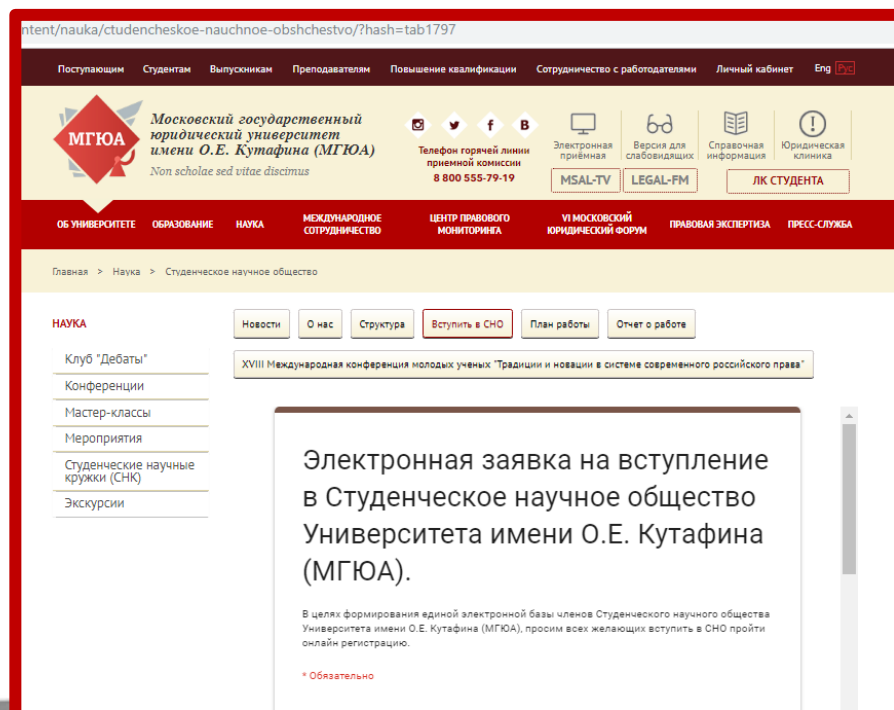 ntent/nauka/ctudencheskoe-nauchnoe-obshchestvo/?hash=tab1797
Поступающим Студентам Выпускникам Преподавателям Повышение квалификации Сотрудничество с работодателями Личный кабинет Eng Рус
МГЮА
Московский государственный
юридический университет
имени О.Е. Кутафина (МГЮА)
Non scholae sed vitae discimus
Телефон горячей линии
приемной комиссии
8 800 555-79-19
Электронная
приёмная
Версия для
слабовидящих
Справочная
информация
Юридическая
клиника
MSAL-TV LEGAL-FM ЛК СТУДЕНТА
ОБ УНИВЕРСИТЕТЕ ОБРАЗОВАНИЕ НАУКА
МЕЖДУНАРОДНОЕ
СОТРУДНИЧЕСТВО
ЦЕНТР ПРАВОВОГО
МОНИТОРИНГА
VI МОСКОВСКИЙ
ЮРИДИЧЕСКИЙ ФОРУМ
ПРАВОВАЯ ЭКСПЕРТИЗА ПРЕСС-СЛУЖБА
Главная > Наука > Студенческое научное общество
НАУКА
Клуб "Дебаты"
Конференции
Мастер-классы
Мероприятия
Студенческие научные
кружки (СНК)
Экскурсии
Новости О нас Структура Вступить в СНО План работы Отчет о работе
XVIII Международная конференция молодых ученых "Традиции и новации в системе современного российского права"
Электронная заявка на вступление
в Студенческое научное общество
Университета имени О.Е. Кутафина
(МГЮА).
В целях формирования единой электронной базы членов Студенческого научного общества
Университета имени О.Е. Кутафина (МГЮА), просим всех желающих вступить в СНО пройти
онлайн регистрацию.
* Обязательно